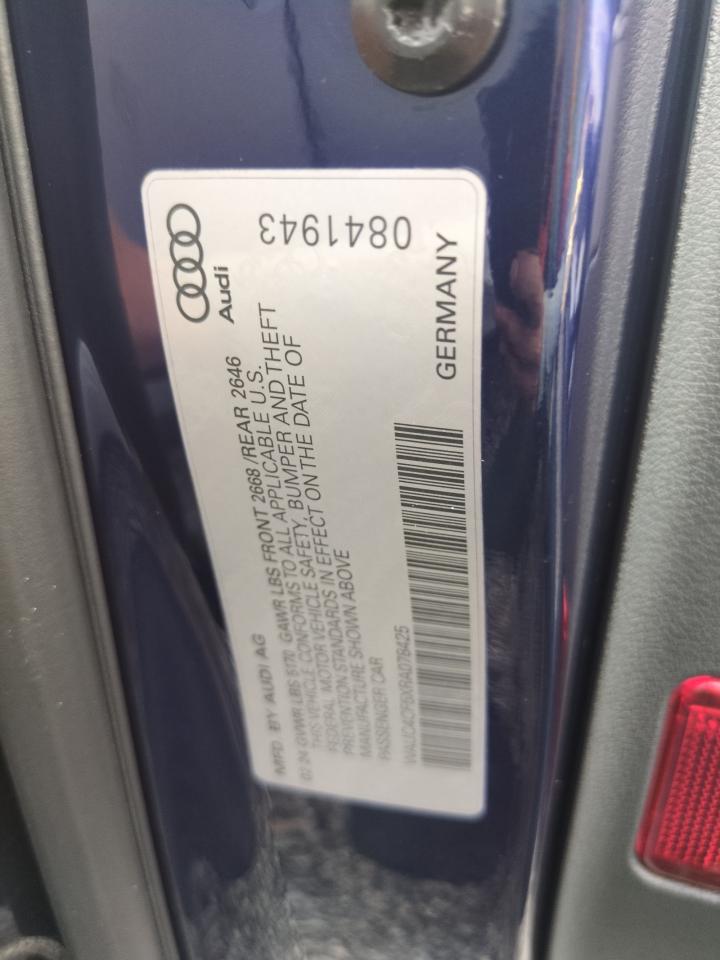 Audi
0841943
MFD BY AUDI AG
GVWR LBS 5170 GAWR LBS FRONT 2668 /REAR 2646
THIS VEHICLE CONFORMS TO ALL APPLICABLE U.S.
FEDERAL MOTOR VEHICLE SAFETY, BUMPER AND THEFT
PREVENTION STANDARDS IN EFFECT ON THE DATE OF
MANUFACTURE SHOWN ABOVE
PASSENGER CAR
GERMANY